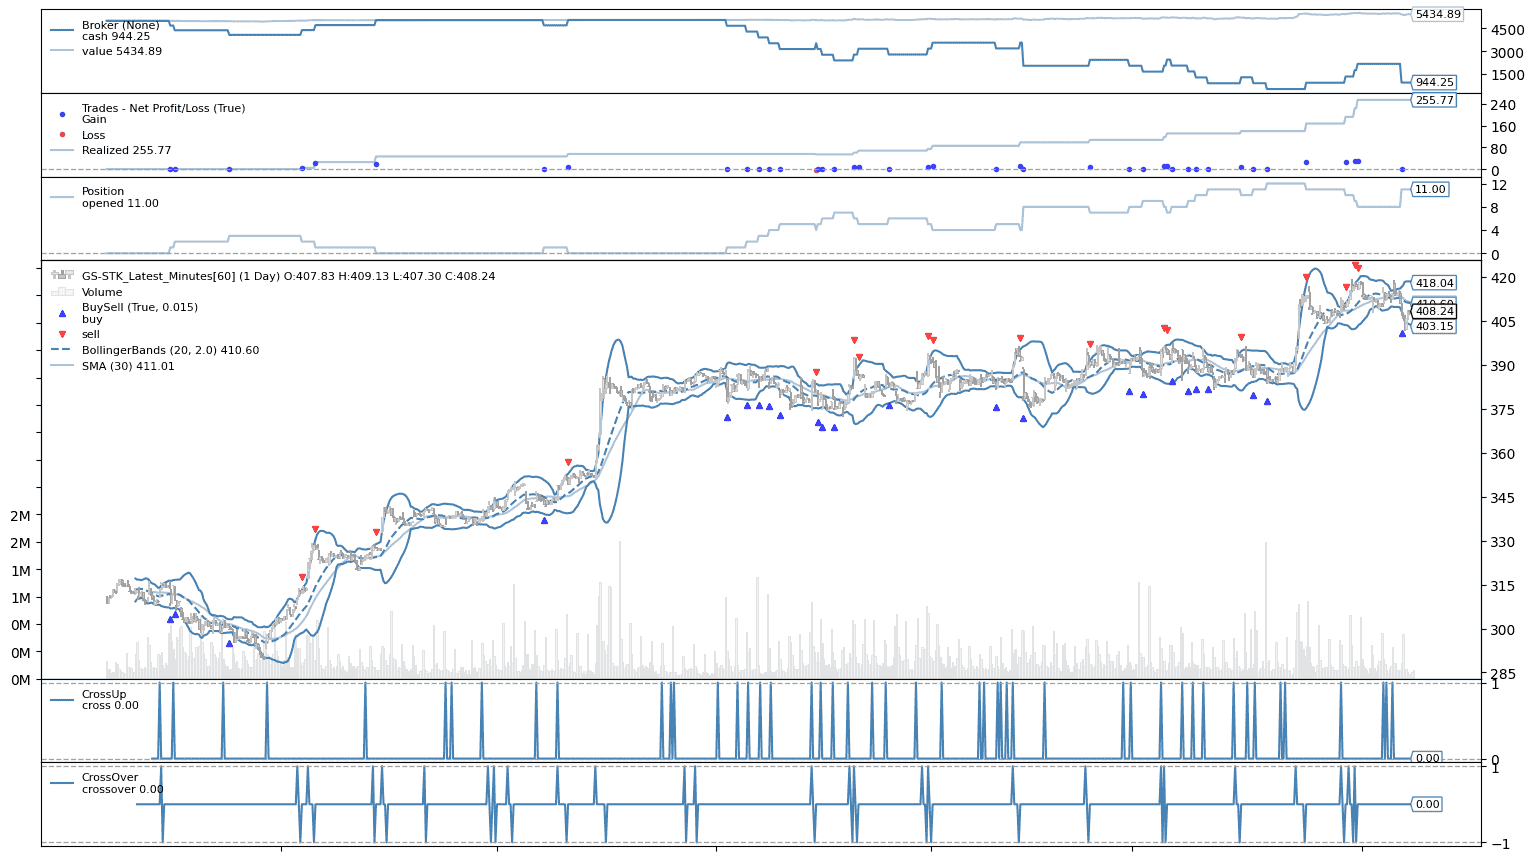 Broker (None)
cash 944.25
value 5434.89
5434.89
4500
3000
1500
944.25
Trades - Net Profit/Loss (True)
Gain
Loss
Realized 255.77
255.77
240
160
80
0
Position
opened 11.00
12
11.00
8
4
0
GS-STK_Latest_Minutes[60] (1 Day) O:407.83 H:409.13 L:407.30 C:408.24
Volume
BuySell (True, 0.015)
buy
sell
BollingerBands (20, 2.0) 410.60
SMA (30) 411.01
420
418.04
408.24
405
403.15
390
375
360
345
330
315
300
285
2M
2M
1M
1M
0M
0M
0M
CrossUp
cross 0.00
1
0.00
0
CrossOver
crossover 0.00
1
0.00
−1